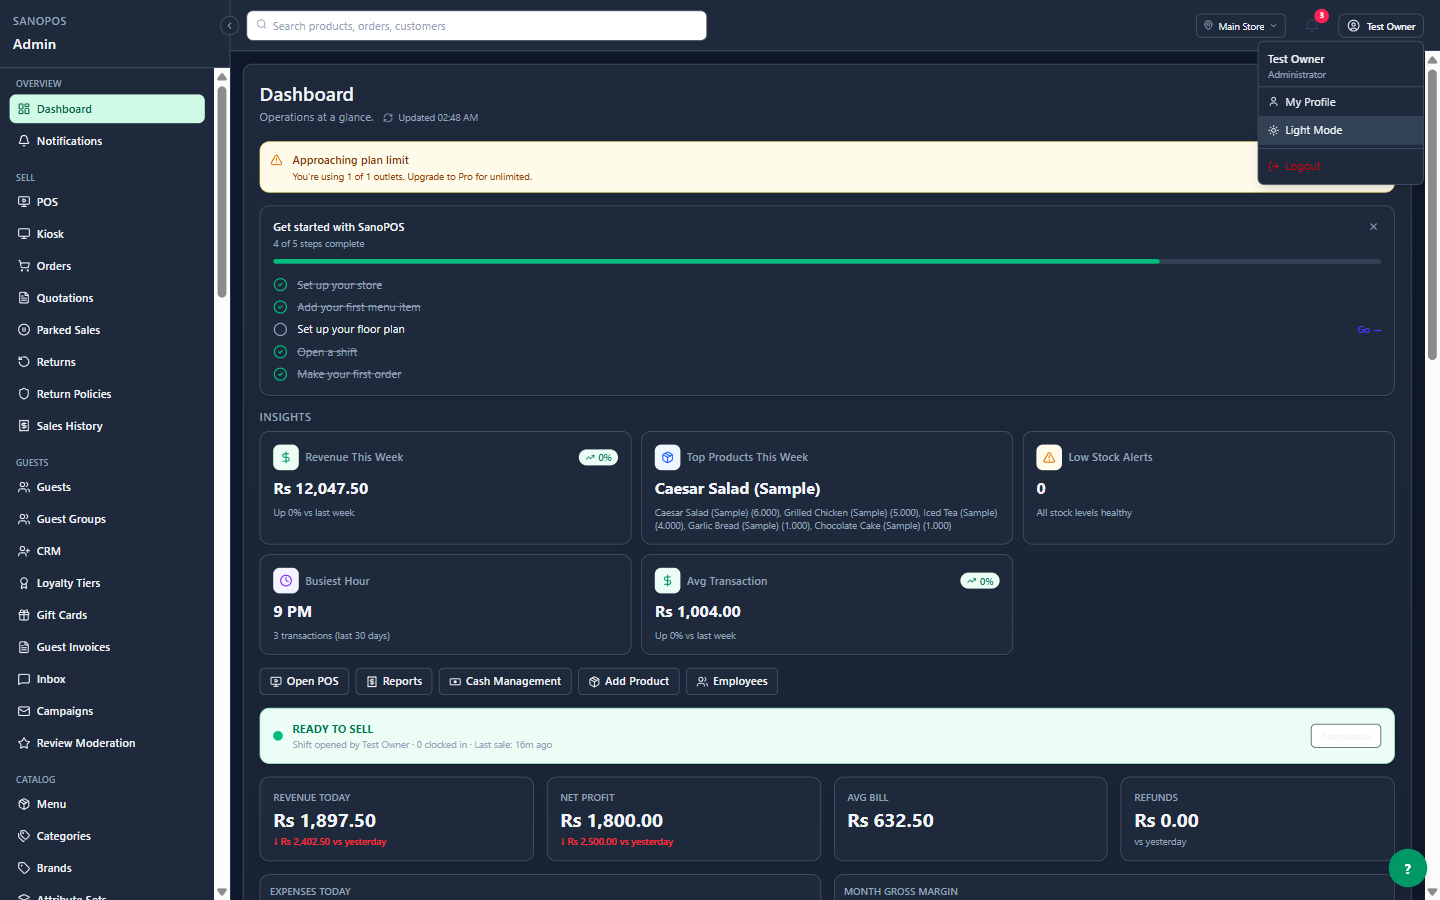 SANOPOS
Admin
OVERVIEW
Dashboard
Notifications
SELL
POS
Kiosk
Orders
Quotations
Parked Sales
Returns
Return Policies
Sales History
GUESTS
Guests
Guest Groups
CRM
Loyalty Tiers
Gift Cards
Guest Invoices
Inbox
Campaigns
Review Moderation
CATALOG
Menu
Categories
Brands
Attribute Sets
Search products, orders, customers
Main Store
3
Test Owner
Test Owner
Administrator
My Profile
Light Mode
Logout
Dashboard
Operations at a glance. Updated 02:48 AM
Approaching plan limit
You're using 1 of 1 outlets. Upgrade to Pro for unlimited.
Get started with SanoPOS
4 of 5 steps complete
Set up your store
Add your first menu item
Set up your floor plan
Go →
Open a shift
Make your first order
INSIGHTS
Revenue This Week
0%
Rs 12,047.50
Up 0% vs last week
Top Products This Week
Caesar Salad (Sample)
Caesar Salad (Sample) (6.000), Grilled Chicken (Sample) (5.000), Iced Tea (Sample)
(4.000), Garlic Bread (Sample) (1.000), Chocolate Cake (Sample) (1.000)
Low Stock Alerts
0
All stock levels healthy
Busiest Hour
9 PM
3 transactions (last 30 days)
Avg Transaction
0%
Rs 1,004.00
Up 0% vs last week
Open POS
Reports
Cash Management
Add Product
Employees
READY TO SELL
Shift opened by Test Owner · 0 clocked in · Last sale: 16m ago
Attendance
REVENUE TODAY
Rs 1,897.50
↓ Rs 2,402.50 vs yesterday
NET PROFIT
Rs 1,800.00
↓ Rs 2,500.00 vs yesterday
AVG BILL
Rs 632.50
REFUNDS
Rs 0.00
vs yesterday
EXPENSES TODAY
MONTH GROSS MARGIN
?